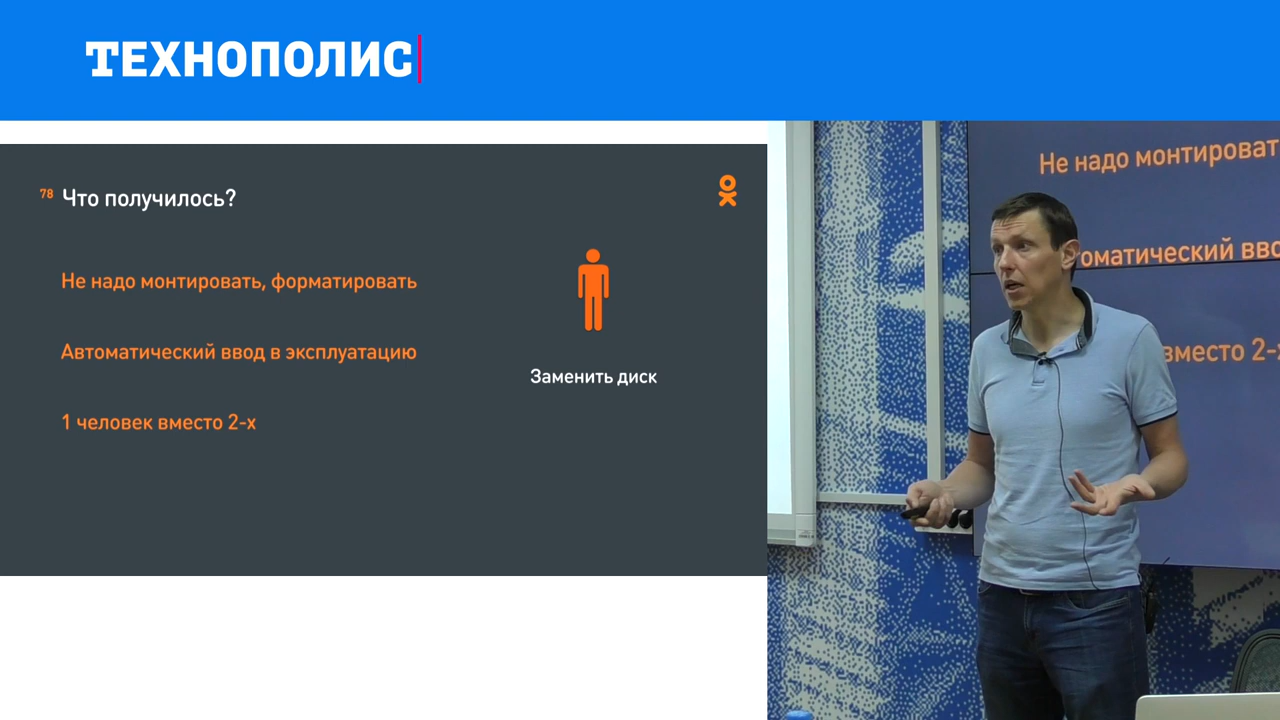 ТЕХНОПОЛИС
78 Что получилось?
Не надо монтировать, форматировать
Автоматический ввод в эксплуатацию
1 человек вместо 2-х
Заменить диск
Не надо монтироват
томатический вво
вместо 2-х